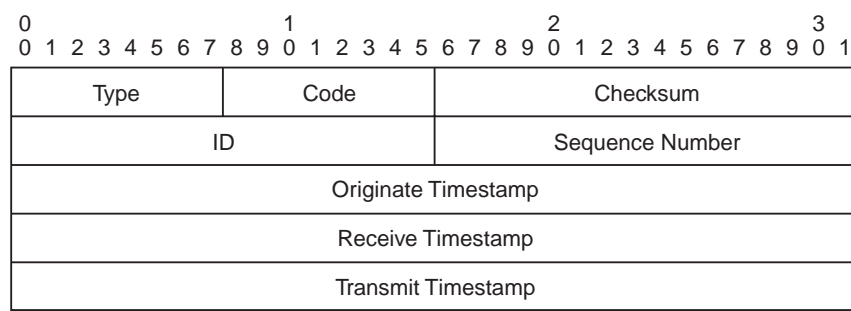 0 1 2 3
0 1 2 3 4 5 6 7 8 9 0 1 2 3 4 5 6 7 8 9 0 1 2 3 4 5 6 7 8 9 0 1
Type Code Checksum
ID Sequence Number
Originate Timestamp
Receive Timestamp
Transmit Timestamp